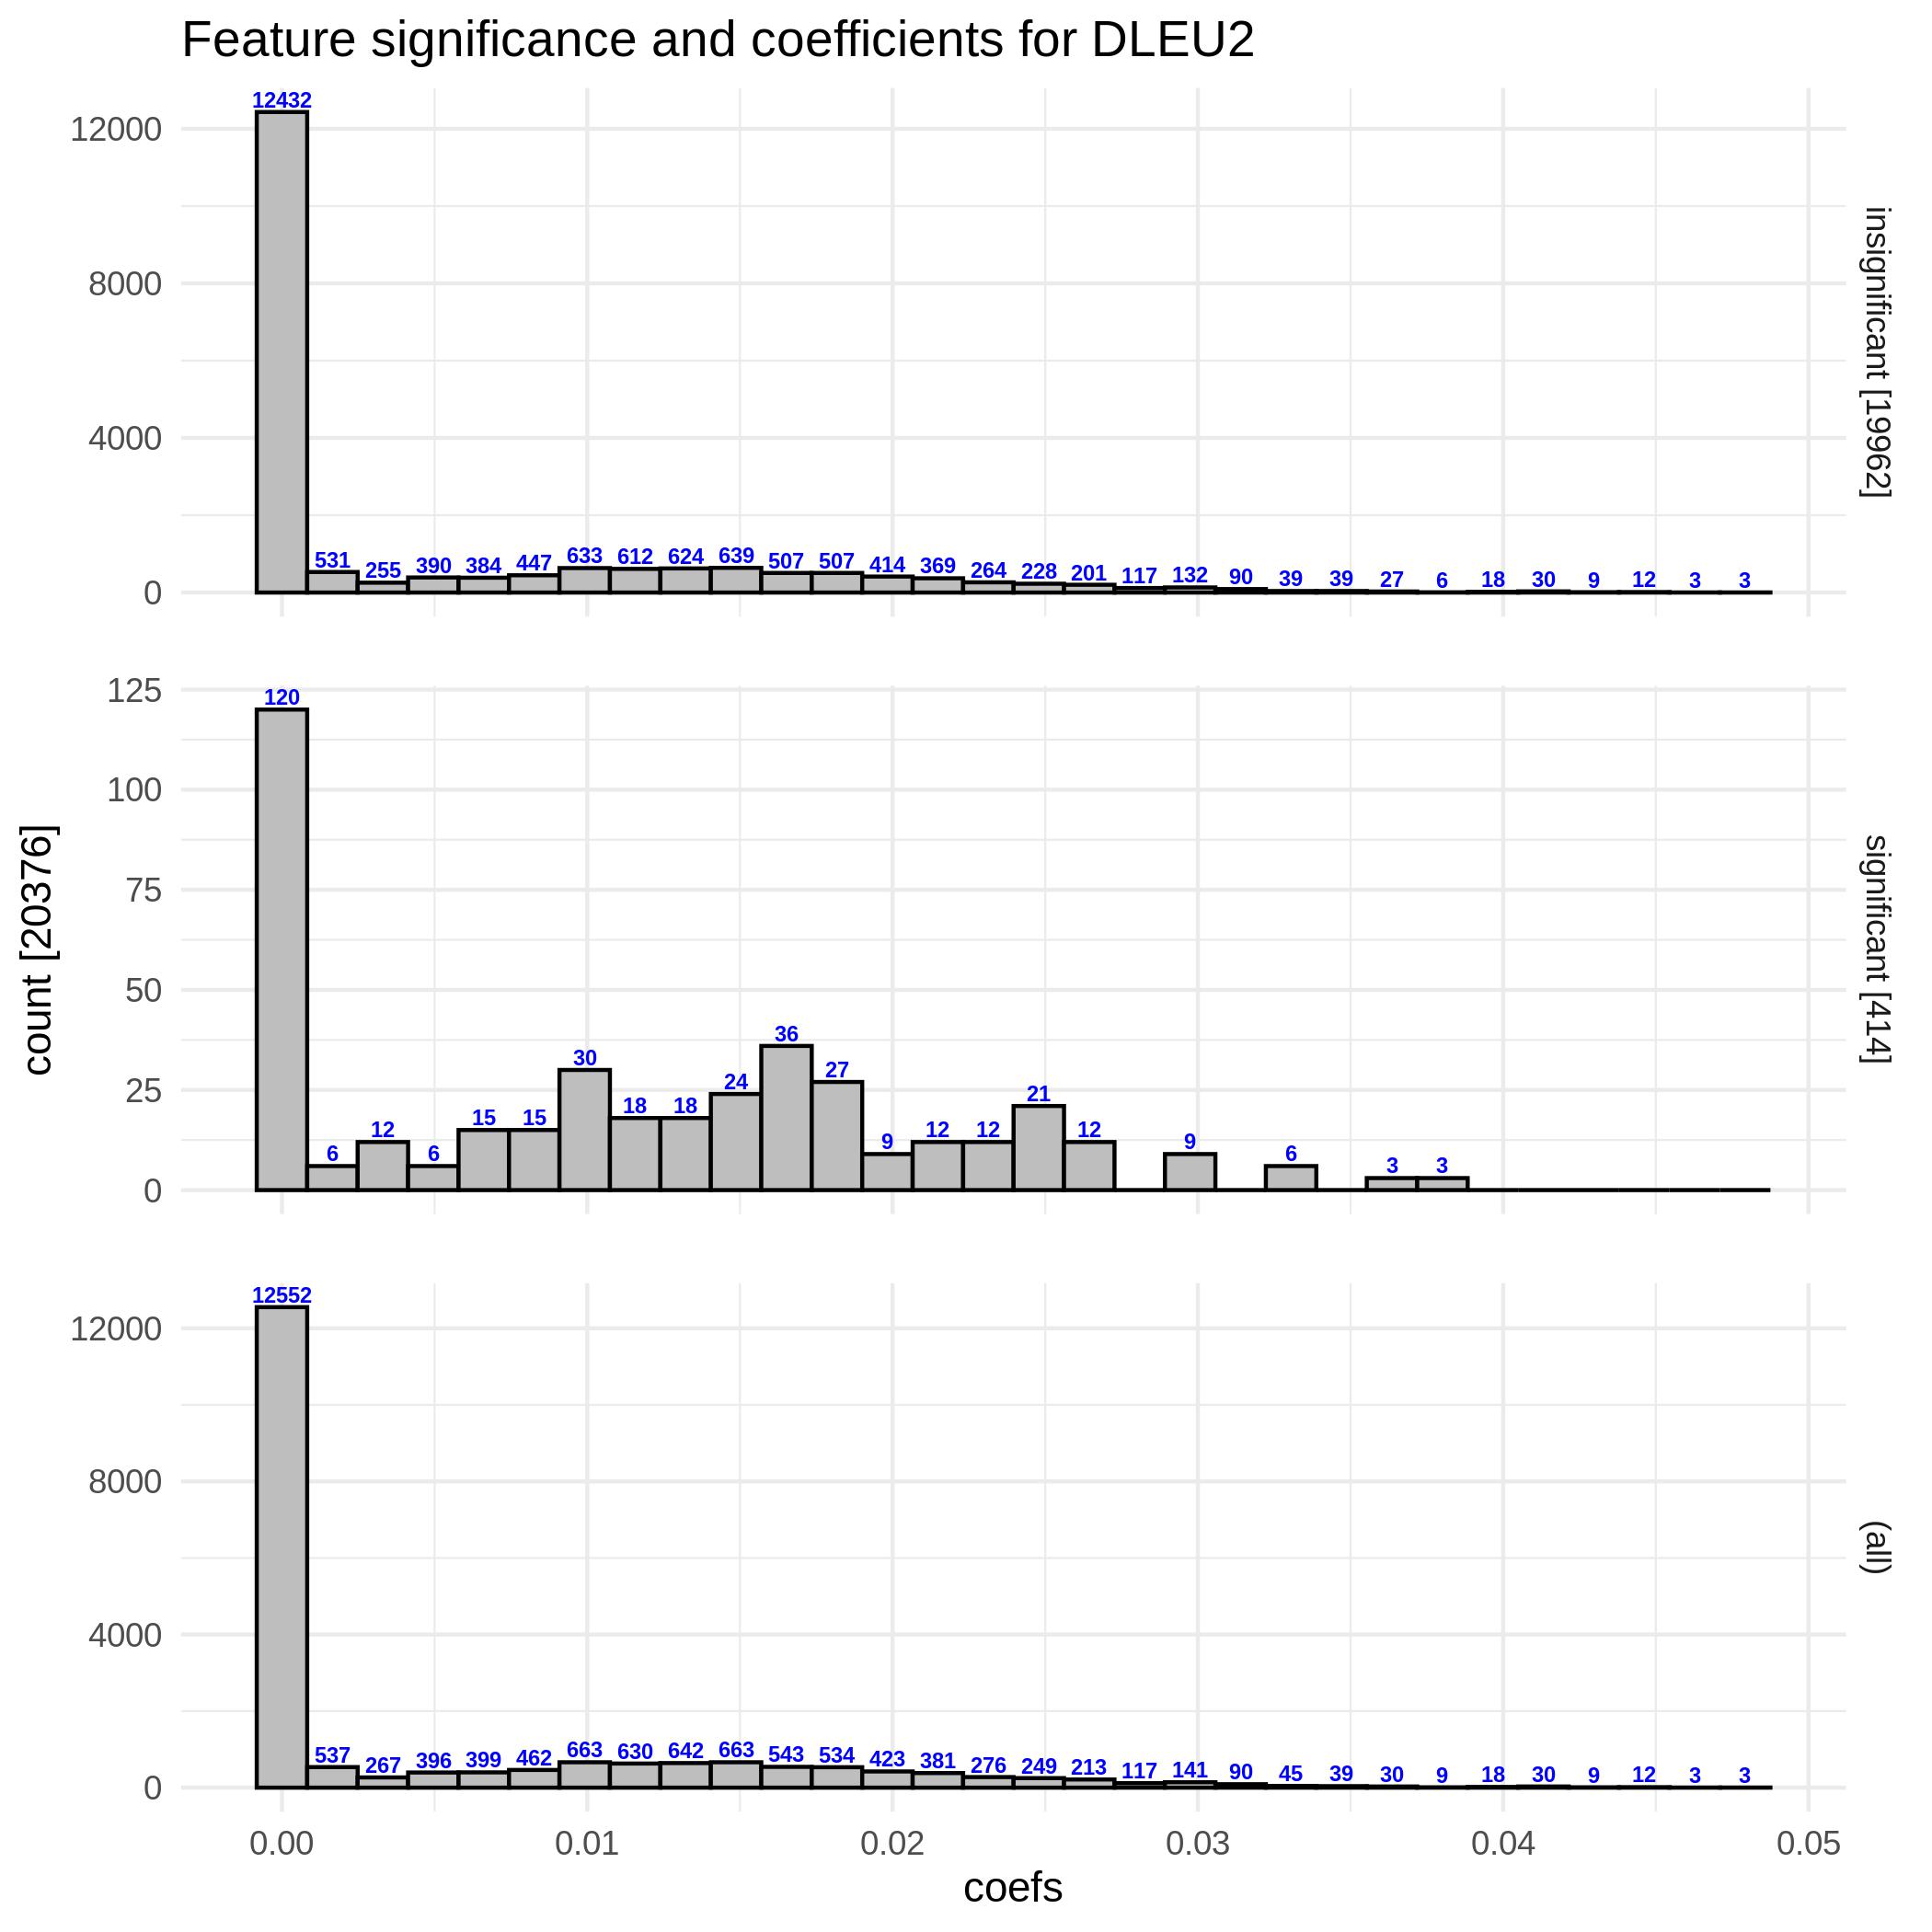 Feature significance and coefficients for DLEU2
12432
12000
8000
4000
531 255 390 384 447 633 612 624 639 507 507 414 369 264 228 201 117 132 90 39 39 27 6 18 30 9 12 3 3
0
insignificant [19962]
125
120
100
75
50
25
6 12 6 15 15 30 18 18 24 36 27 9 12 12 21 12 9 6 3 3
0
significant [414]
count [20376]
12552
12000
8000
4000
537 267 396 399 462 663 630 642 663 543 534 423 381 276 249 213 117 141 90 45 39 30 9 18 30 9 12 3 3
0
(all)
0.00 0.01 0.02 0.03 0.04 0.05
coefs